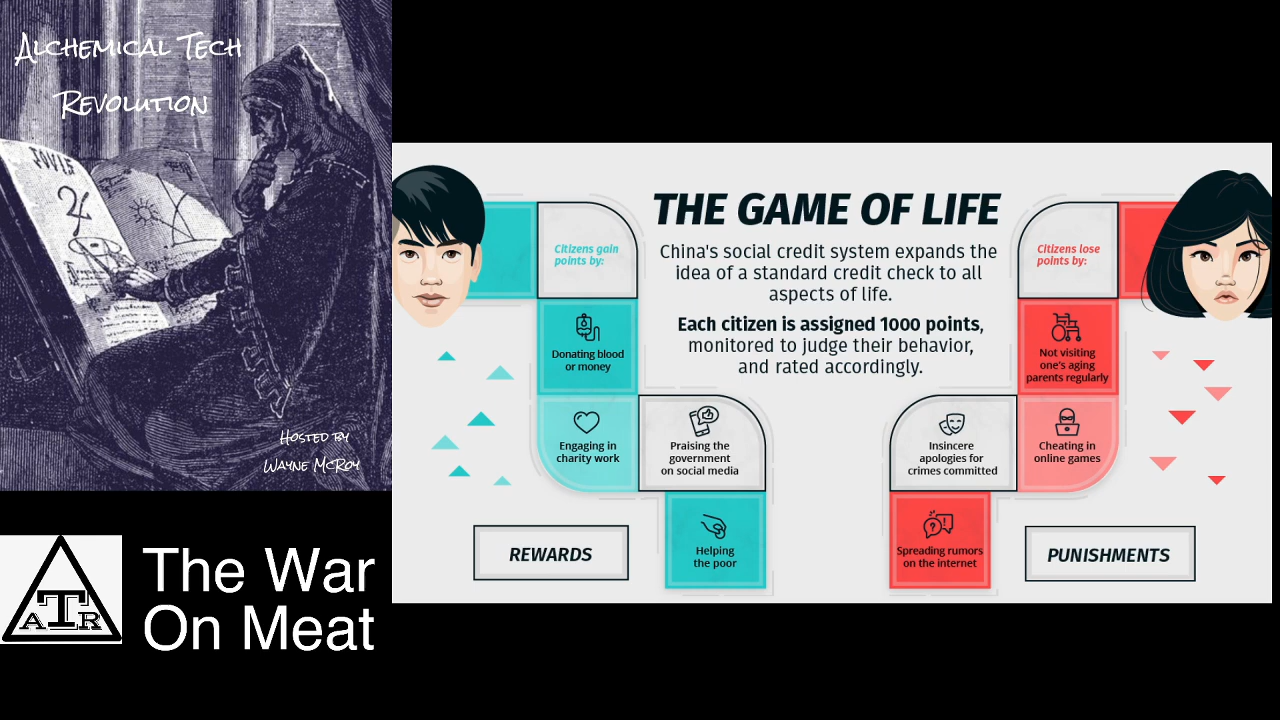 Alchemical Tech
Revolution
JOVIS
Hosted by
Wayne McRoy
ATR
The War
On Meat
THE GAME OF LIFE
China's social credit system expands the
idea of a standard credit check to all
aspects of life.
Each citizen is assigned 1000 points,
monitored to judge their behavior,
and rated accordingly.
Citizens gain
points by:
Donating blood
or money
Engaging in
charity work
Praising the
government
on social media
Helping
the poor
REWARDS
Citizens lose
points by:
Not visiting
one's aging
parents regularly
Cheating in
online games
Insincere
apologies for
crimes committed
Spreading rumors
on the internet
PUNISHMENTS